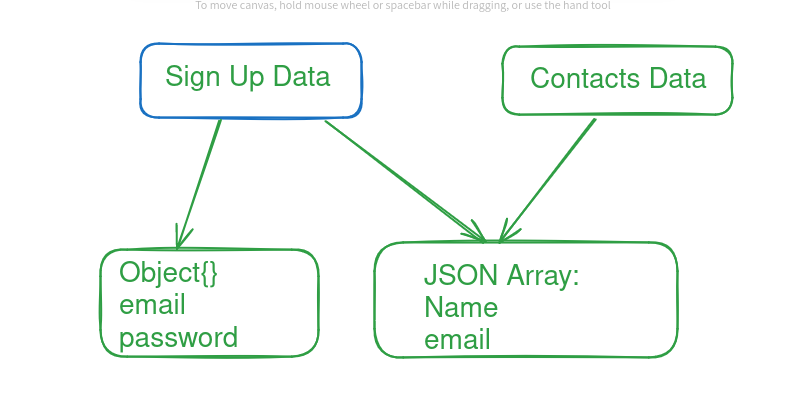 To move canvas, hold mouse wheel or spacebar while dragging, or use the hand tool
Sign Up Data
Contacts Data
Object{}
email
password
JSON Array:
Name
email